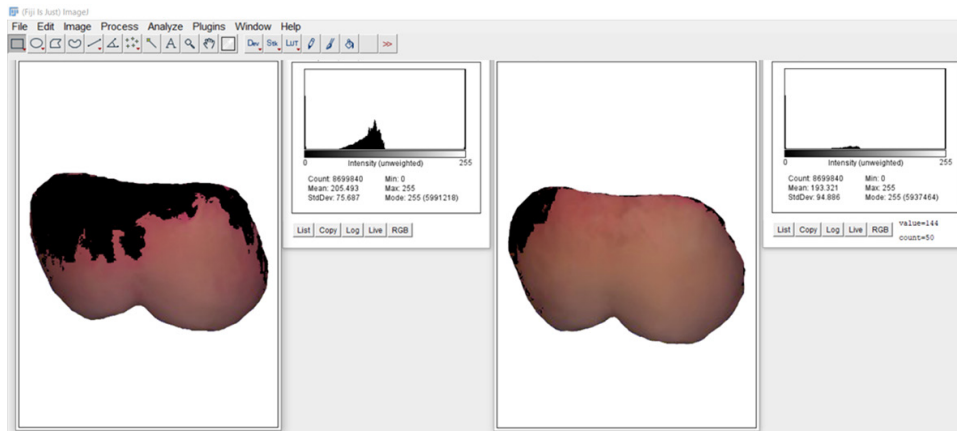 (Fiji Is Just) ImageJ
File Edit Image Process Analyze Plugins Window Help
Dev Stk LUT >>
0 255
Intensity (unweighted)
Count: 8699840 Min: 0
Mean: 205.493 Max: 255
StdDev: 75.687 Mode: 255 (5991218)
List Copy Log Live RGB
0 255
Intensity (unweighted)
Count: 8699840 Min: 0
Mean: 193.321 Max: 255
StdDev: 94.886 Mode: 255 (5937464)
List Copy Log Live RGB
value=144
count=50